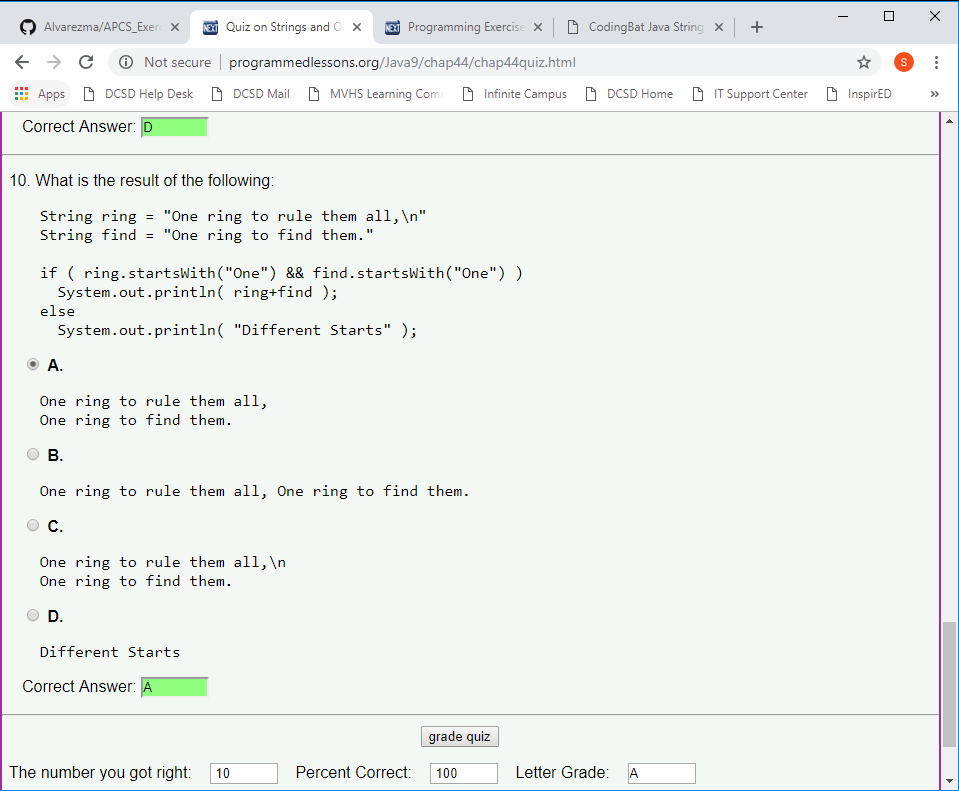 Alvarezma/APCS_Exer
Quiz on Strings and O
Programming Exercise
CodingBat Java String
Not secure
programmedlessons.org/Java9/chap44/chap44quiz.html
S
Apps
DCSD Help Desk
DCSD Mail
MVHS Learning Com
Infinite Campus
DCSD Home
IT Support Center
InspirED
»
Correct Answer: D
10. What is the result of the following:
String ring = "One ring to rule them all,\n"
String find = "One ring to find them."
if ( ring.startsWith("One") && find.startsWith("One") )
System.out.println( ring+find );
else
System.out.println( "Different Starts" );
A.
One ring to rule them all,
One ring to find them.
B.
One ring to rule them all, One ring to find them.
C.
One ring to rule them all,\n
One ring to find them.
D.
Different Starts
Correct Answer: A
grade quiz
The number you got right: 10 Percent Correct: 100 Letter Grade: A